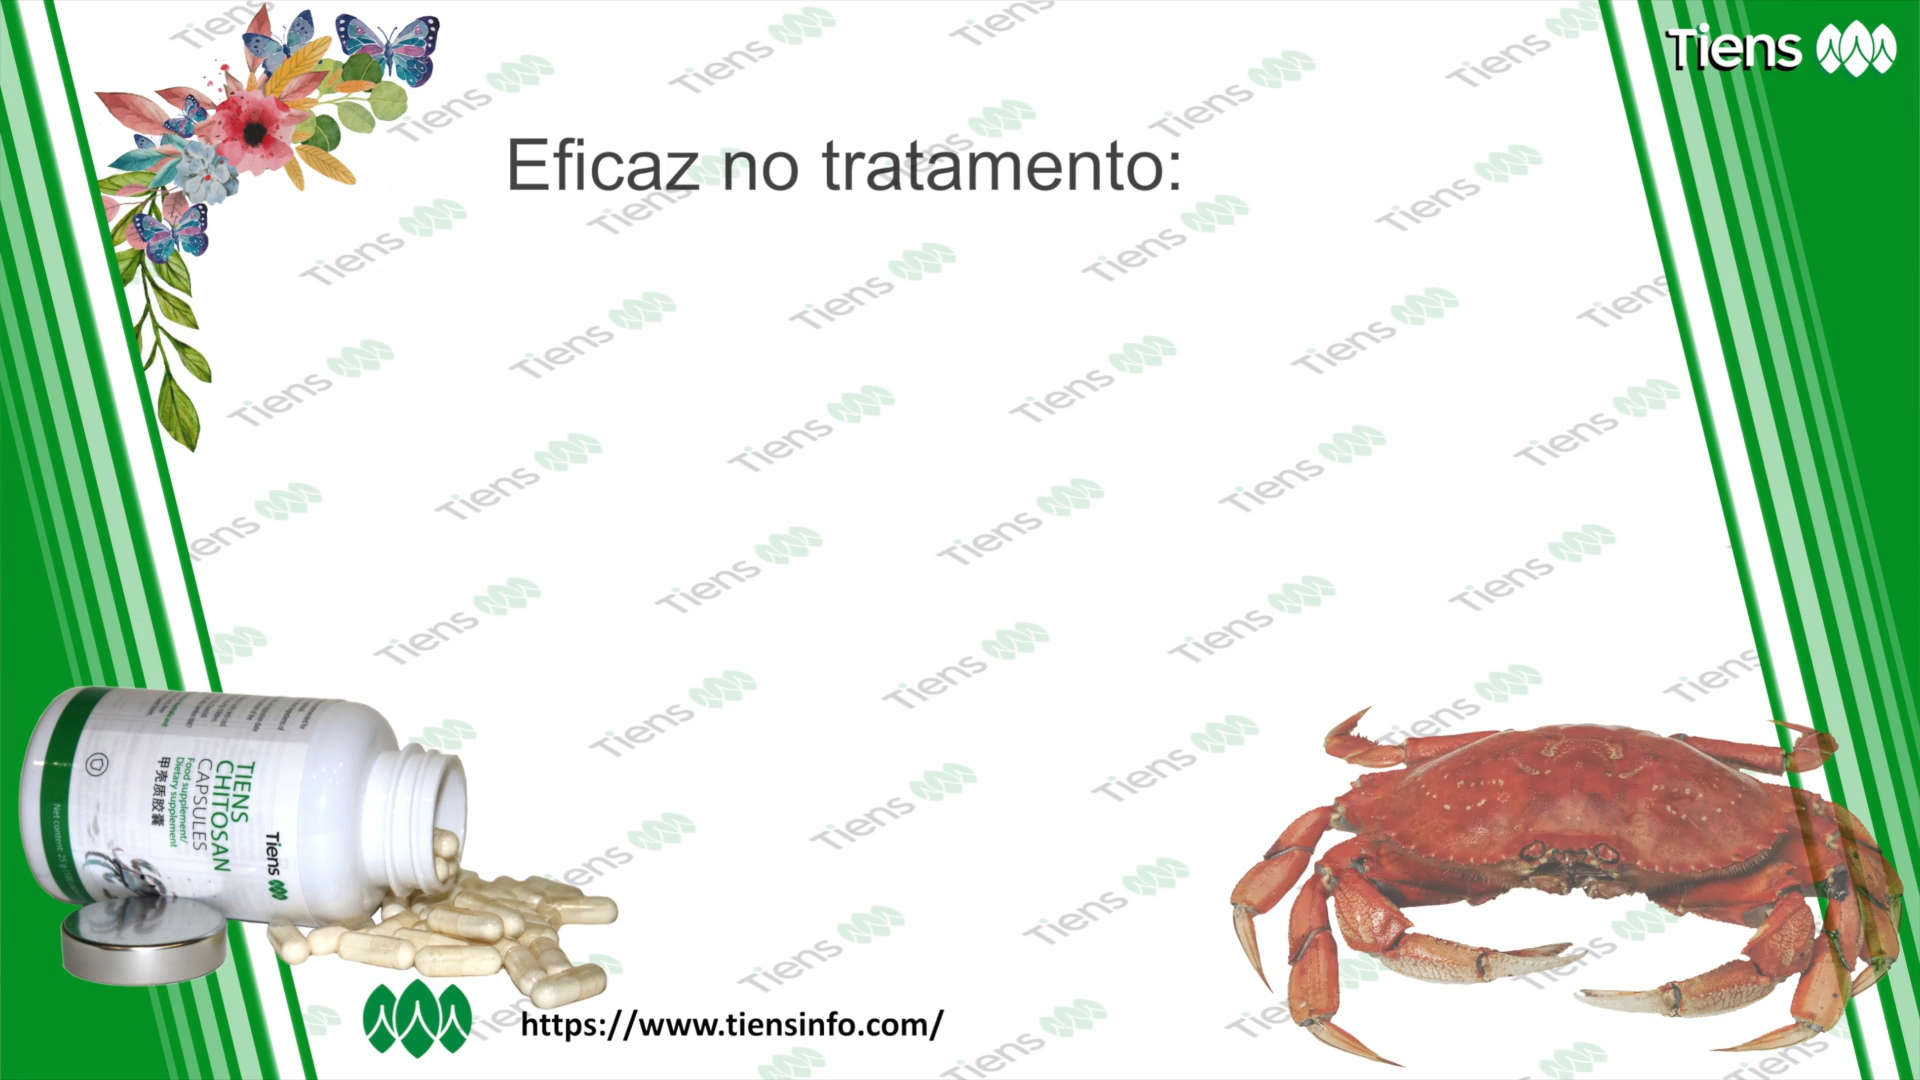 Tiens
Eficaz no tratamento:
TIENS
CHITOSAN
CAPSULES
Food supplement/
Dietary supplement
甲壳质胶囊
Tiens
https://www.tiensinfo.com/